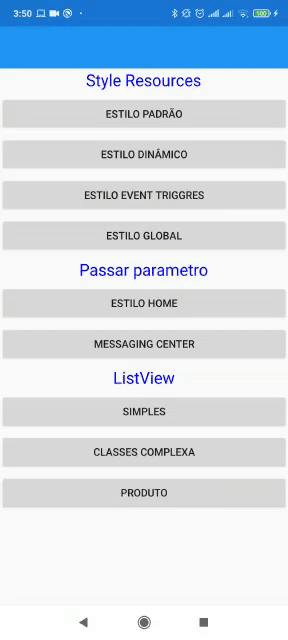 3:50
100
Style Resources
ESTILO PADRÃO
ESTILO DINÂMICO
ESTILO EVENT TRIGGRES
ESTILO GLOBAL
Passar parametro
ESTILO HOME
MESSAGING CENTER
ListView
SIMPLES
CLASSES COMPLEXA
PRODUTO